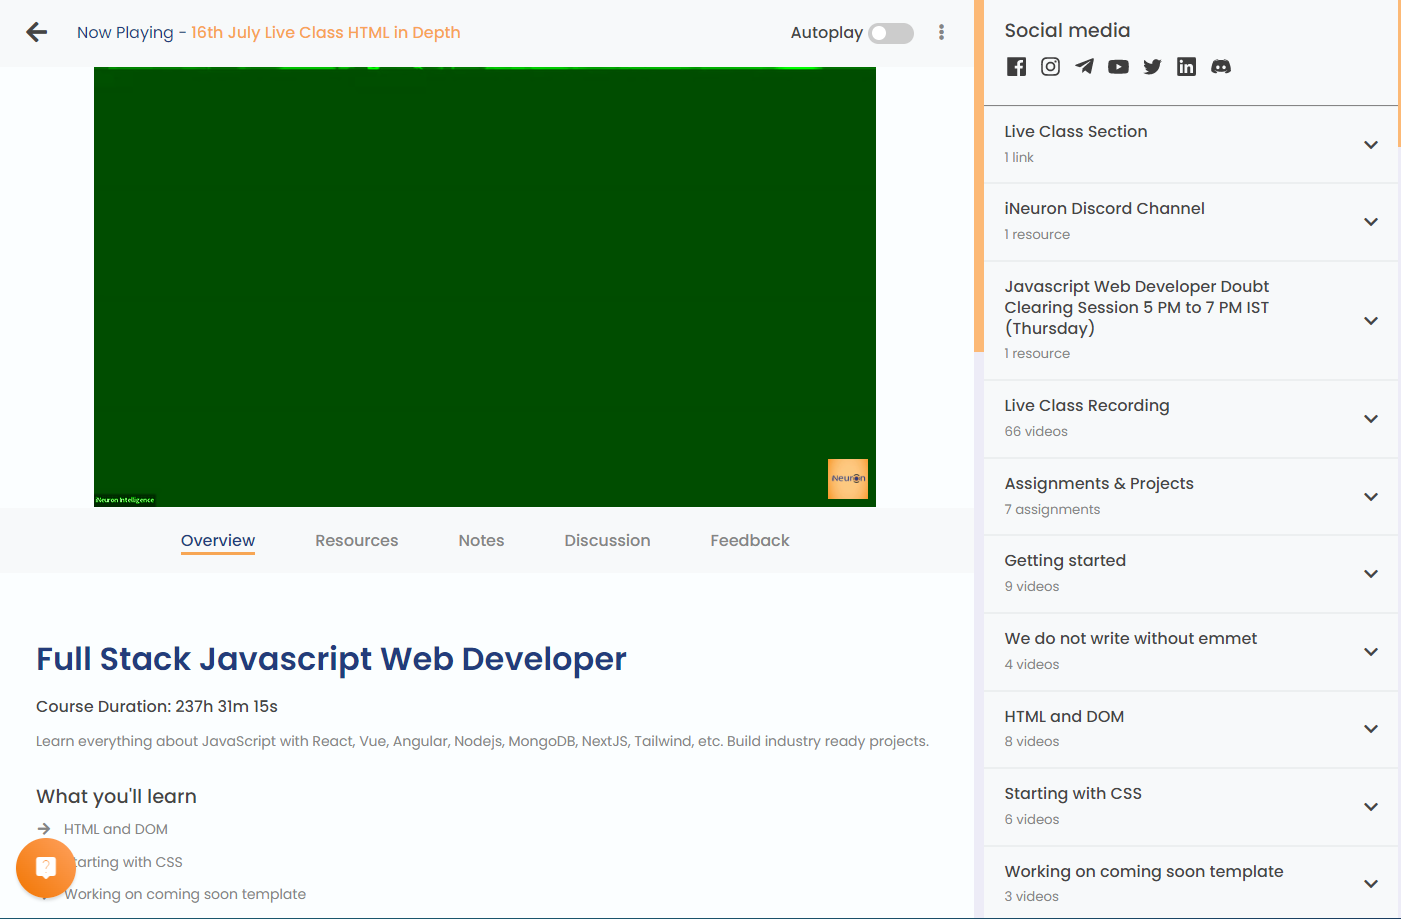 Now Playing - 16th July Live Class HTML in Depth
Autoplay
iNeuron
iNeuron Intelligence
Overview
Resources
Notes
Discussion
Feedback
Full Stack Javascript Web Developer
Course Duration: 237h 31m 15s
Learn everything about JavaScript with React, Vue, Angular, Nodejs, MongoDB, NextJS, Tailwind, etc. Build industry ready projects.
What you'll learn
HTML and DOM
tarting with CSS
Working on coming soon template
Social media
Live Class Section
1 link
iNeuron Discord Channel
1 resource
Javascript Web Developer Doubt
Clearing Session 5 PM to 7 PM IST
(Thursday)
1 resource
Live Class Recording
66 videos
Assignments & Projects
7 assignments
Getting started
9 videos
We do not write without emmet
4 videos
HTML and DOM
8 videos
Starting with CSS
6 videos
Working on coming soon template
3 videos